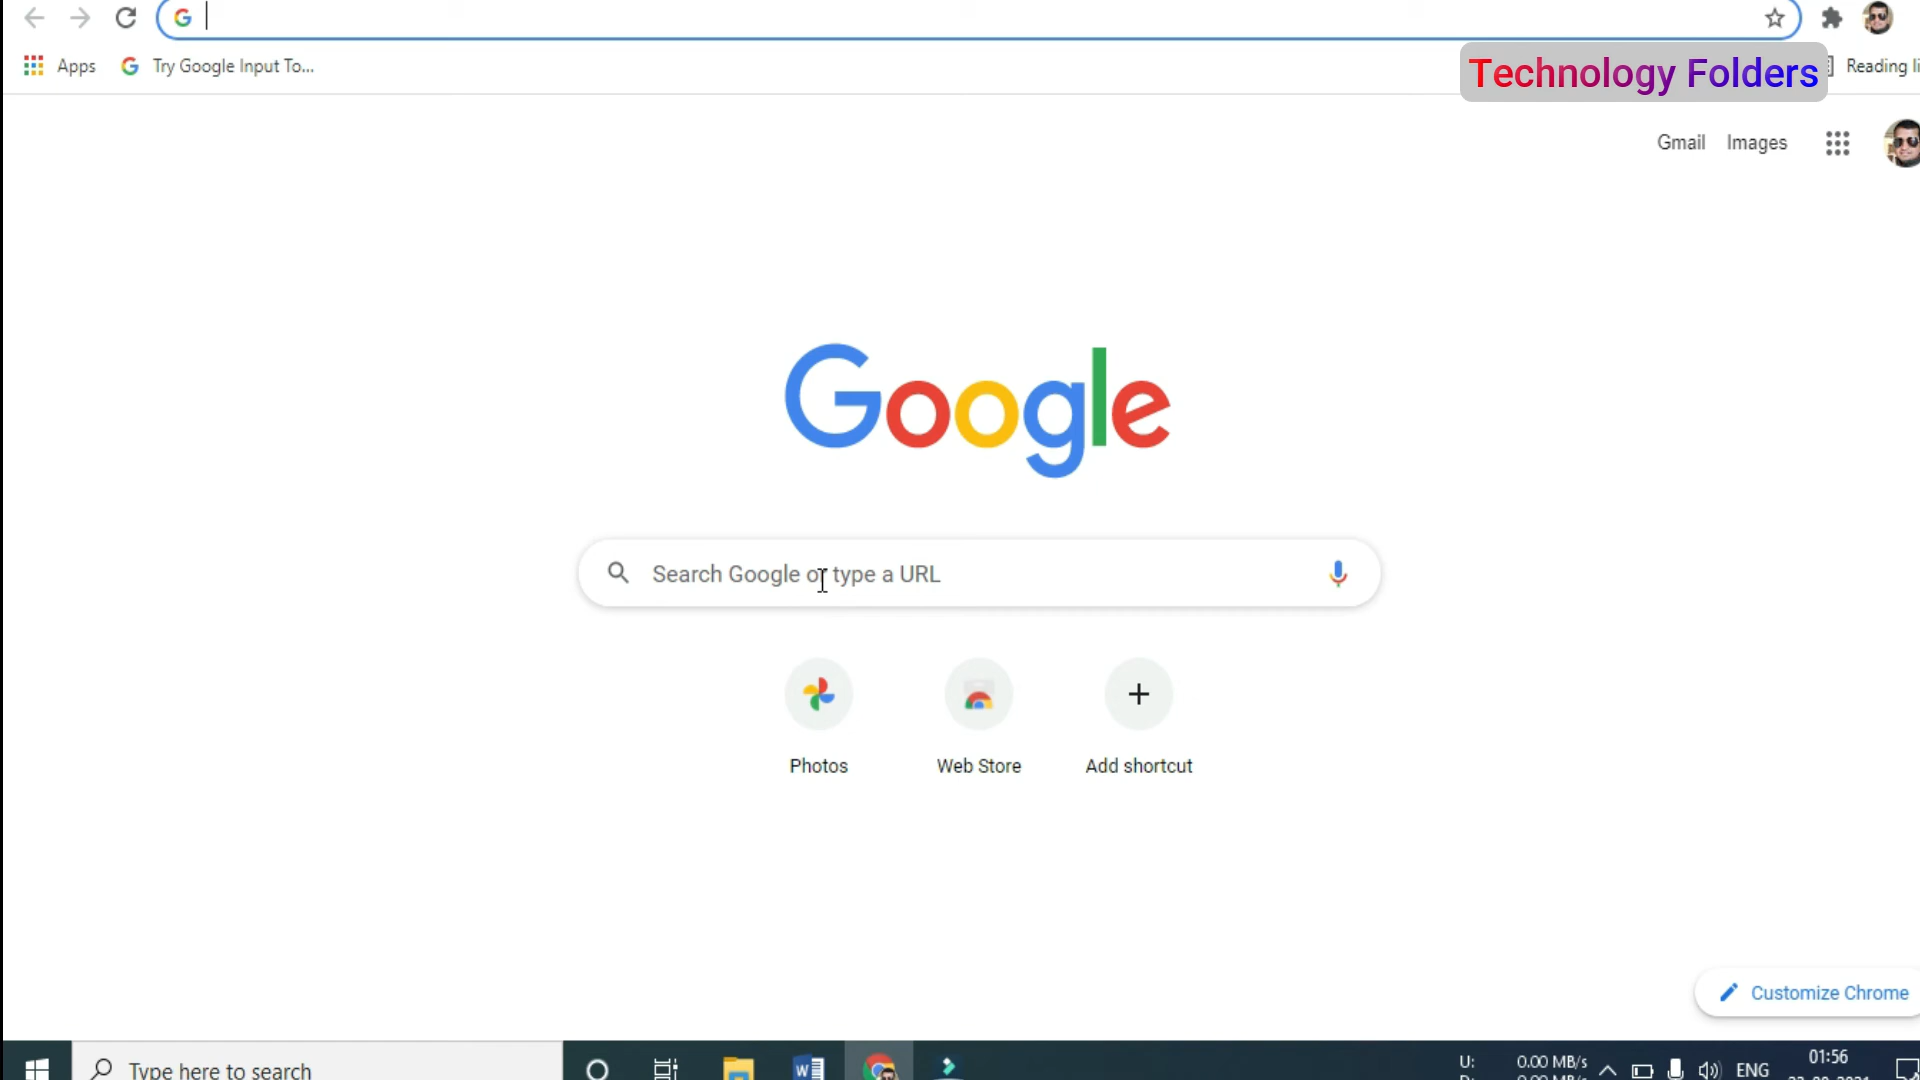 Apps
Try Google Input To...
Technology Folders
Reading li
Gmail
Images
Google
Search Google or type a URL
Photos
Web Store
Add shortcut
Customize Chrome
Type here to search
U:
0.00 MB/s
ENG
01:56